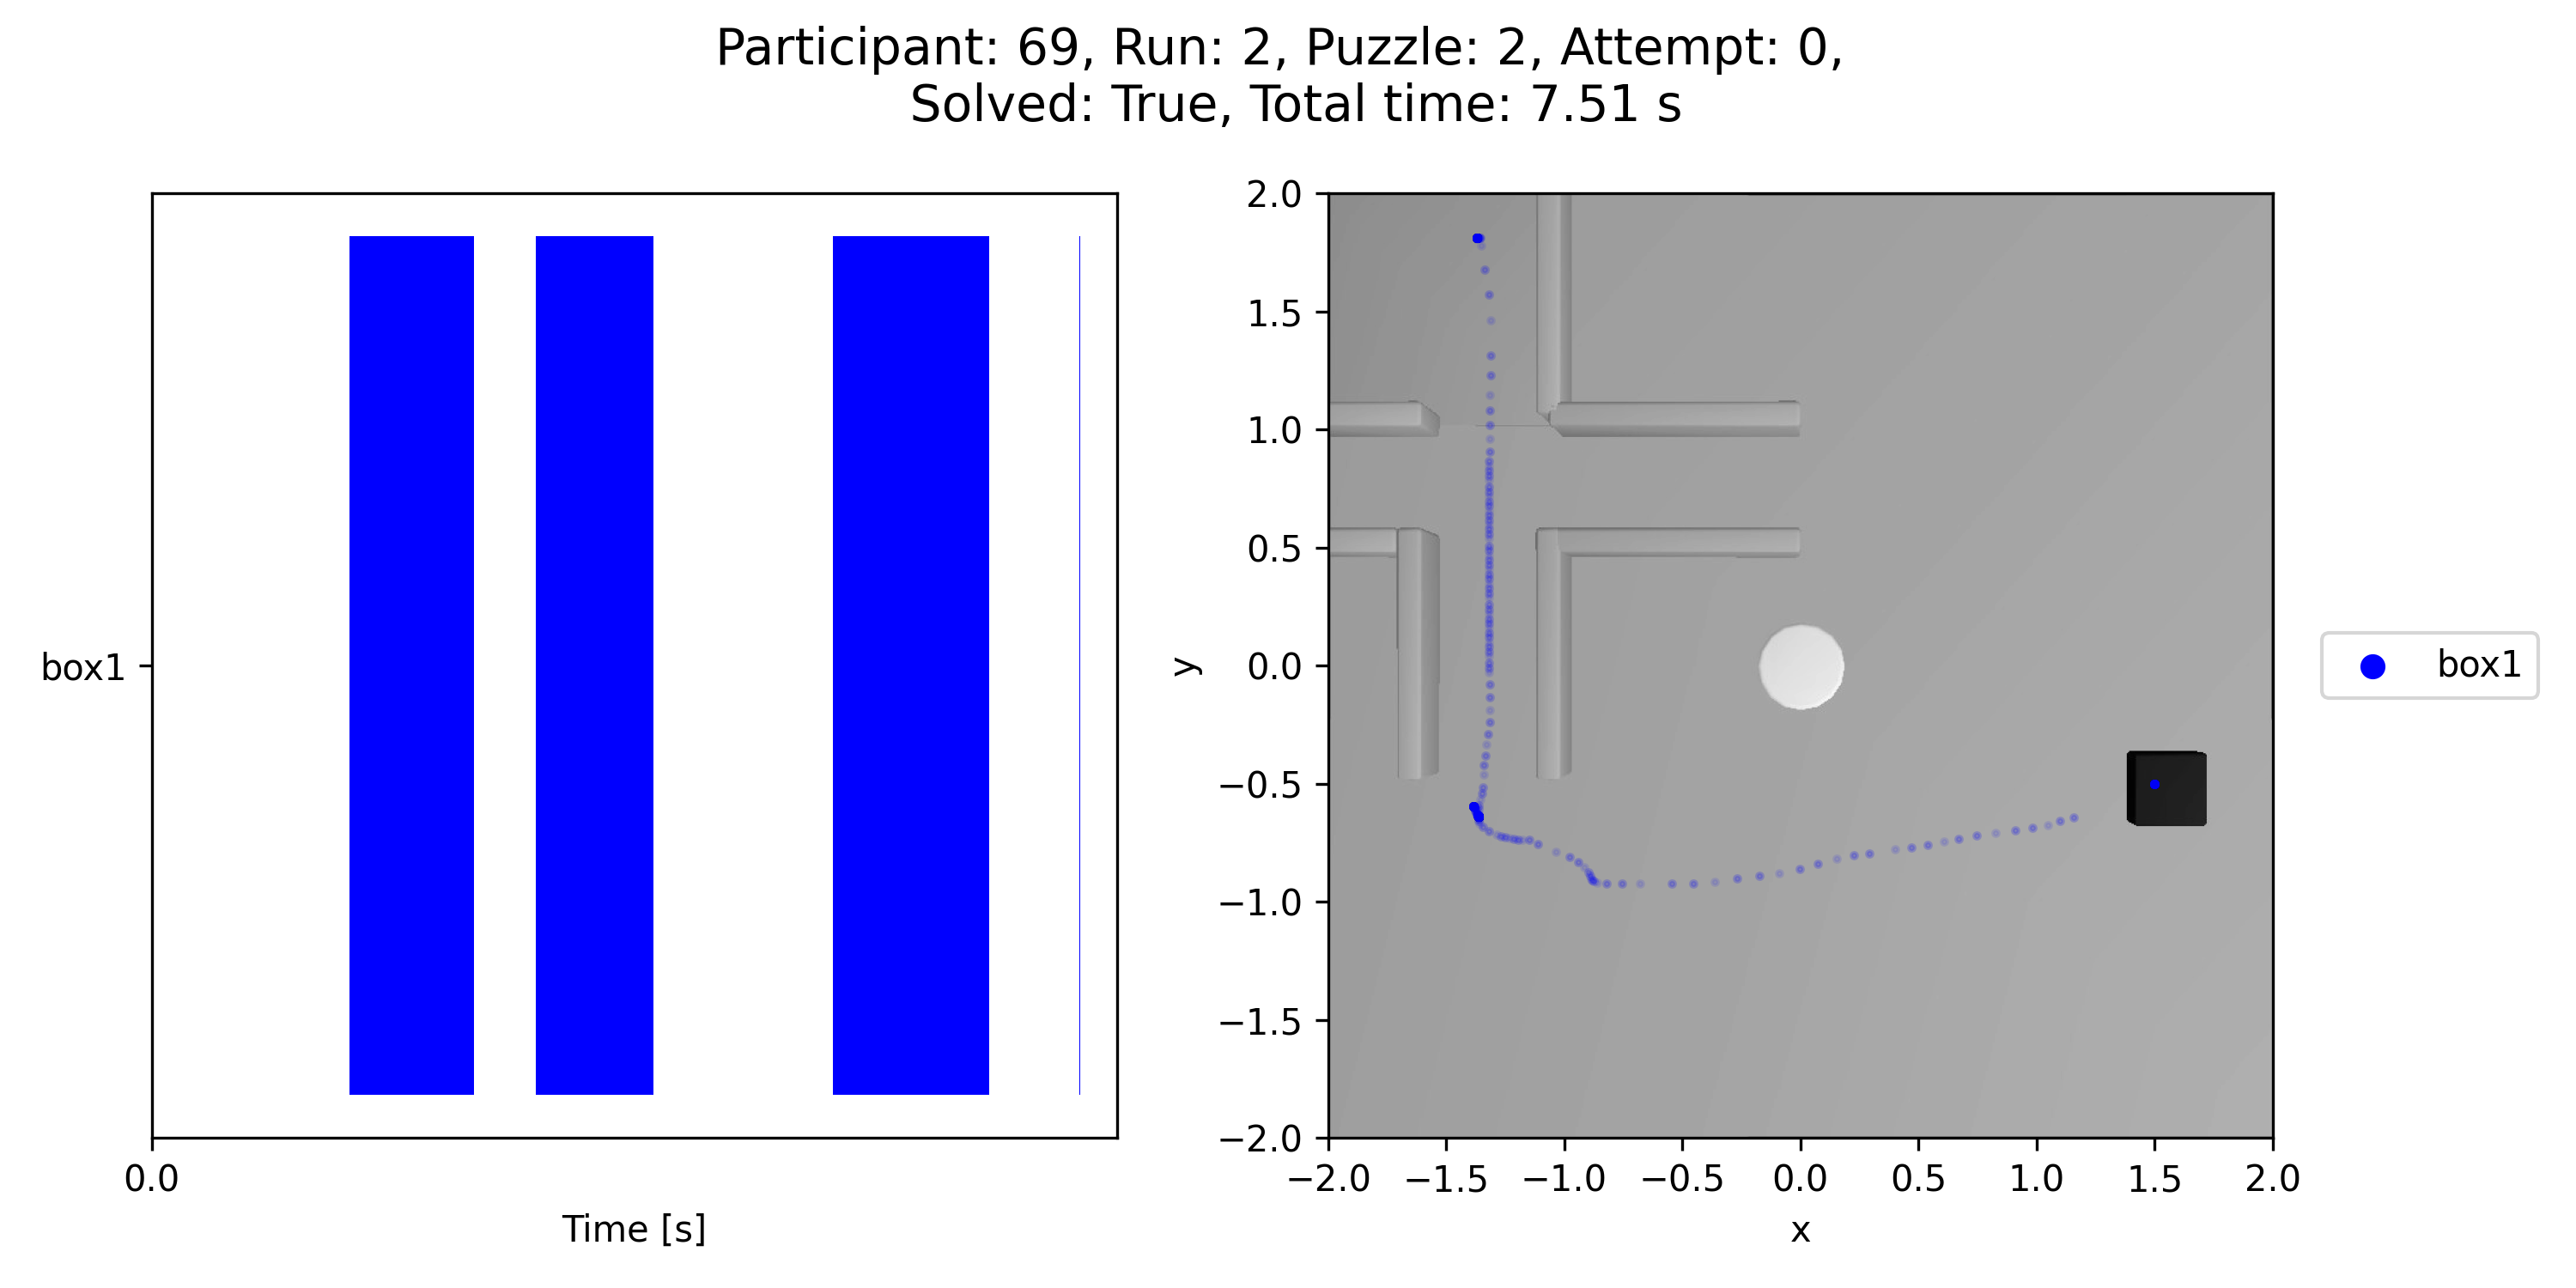 Participant: 69, Run: 2, Puzzle: 2, Attempt: 0,
Solved: True, Total time: 7.51 s
box1
0.0
Time [s]
2.0
1.5
1.0
0.5
0.0
−0.5
−1.0
−1.5
−2.0
y
−2.0 −1.5 −1.0 −0.5 0.0 0.5 1.0 1.5 2.0
x
box1